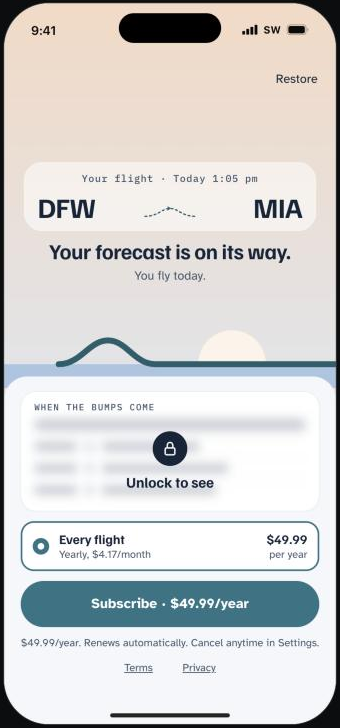 9:41
SW
Restore
Your flight · Today 1:05 pm
DFW MIA
Your forecast is on its way.
You fly today.
WHEN THE BUMPS COME
Unlock to see
Every flight $49.99
Yearly, $4.17/month per year
Subscribe · $49.99/year
$49.99/year. Renews automatically. Cancel anytime in Settings.
Terms Privacy